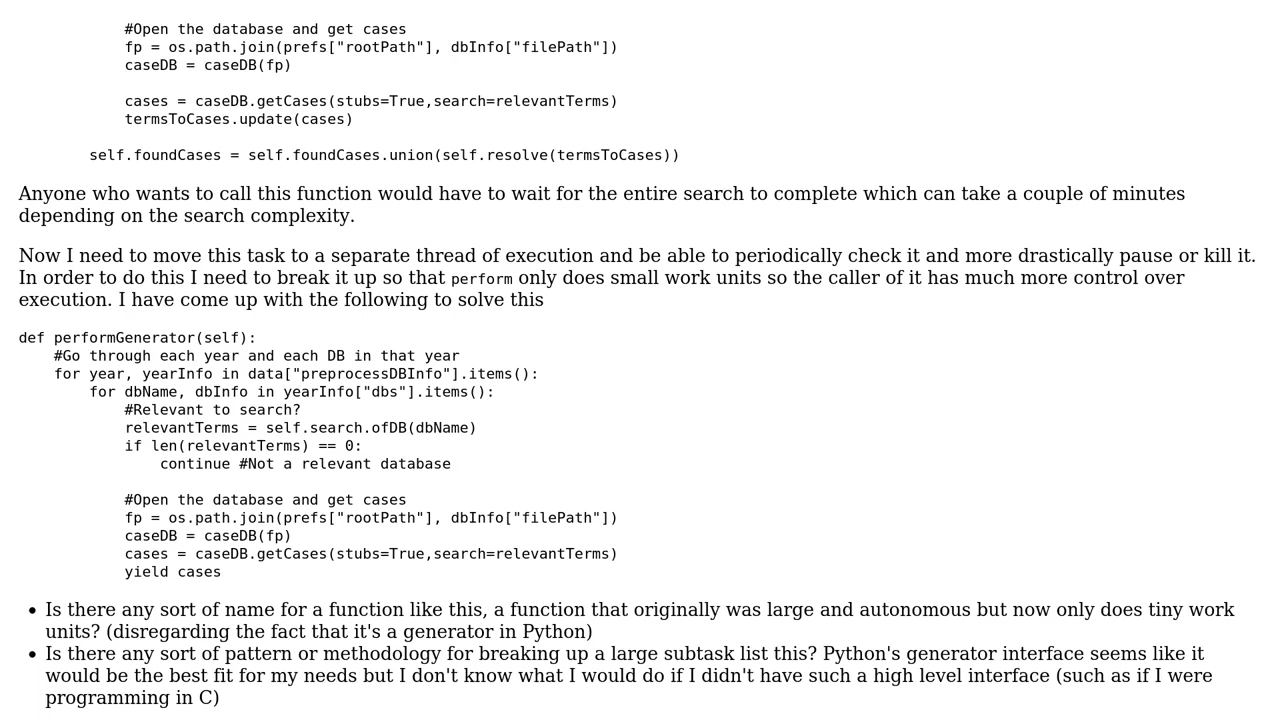 #Open the database and get cases
fp = os.path.join(prefs["rootPath"], dbInfo["filePath"])
caseDB = caseDB(fp)
cases = caseDB.getCases(stubs=True,search=relevantTerms)
termsToCases.update(cases)
self.foundCases = self.foundCases.union(self.resolve(termsToCases))
Anyone who wants to call this function would have to wait for the entire search to complete which can take a couple of minutes
depending on the search complexity.
Now I need to move this task to a separate thread of execution and be able to periodically check it and more drastically pause or kill it.
In order to do this I need to break it up so that perform only does small work units so the caller of it has much more control over
execution. I have come up with the following to solve this
def performGenerator(self):
#Go through each year and each DB in that year
for year, yearInfo in data["preprocessDBInfo"].items():
for dbName, dbInfo in yearInfo["dbs"].items():
#Relevant to search?
relevantTerms = self.search.ofDB(dbName)
if len(relevantTerms) == 0:
continue #Not a relevant database
#Open the database and get cases
fp = os.path.join(prefs["rootPath"], dbInfo["filePath"])
caseDB = caseDB(fp)
cases = caseDB.getCases(stubs=True,search=relevantTerms)
yield cases
• Is there any sort of name for a function like this, a function that originally was large and autonomous but now only does tiny work
units? (disregarding the fact that it's a generator in Python)
• Is there any sort of pattern or methodology for breaking up a large subtask list this? Python's generator interface seems like it
would be the best fit for my needs but I don't know what I would do if I didn't have such a high level interface (such as if I were
programming in C)